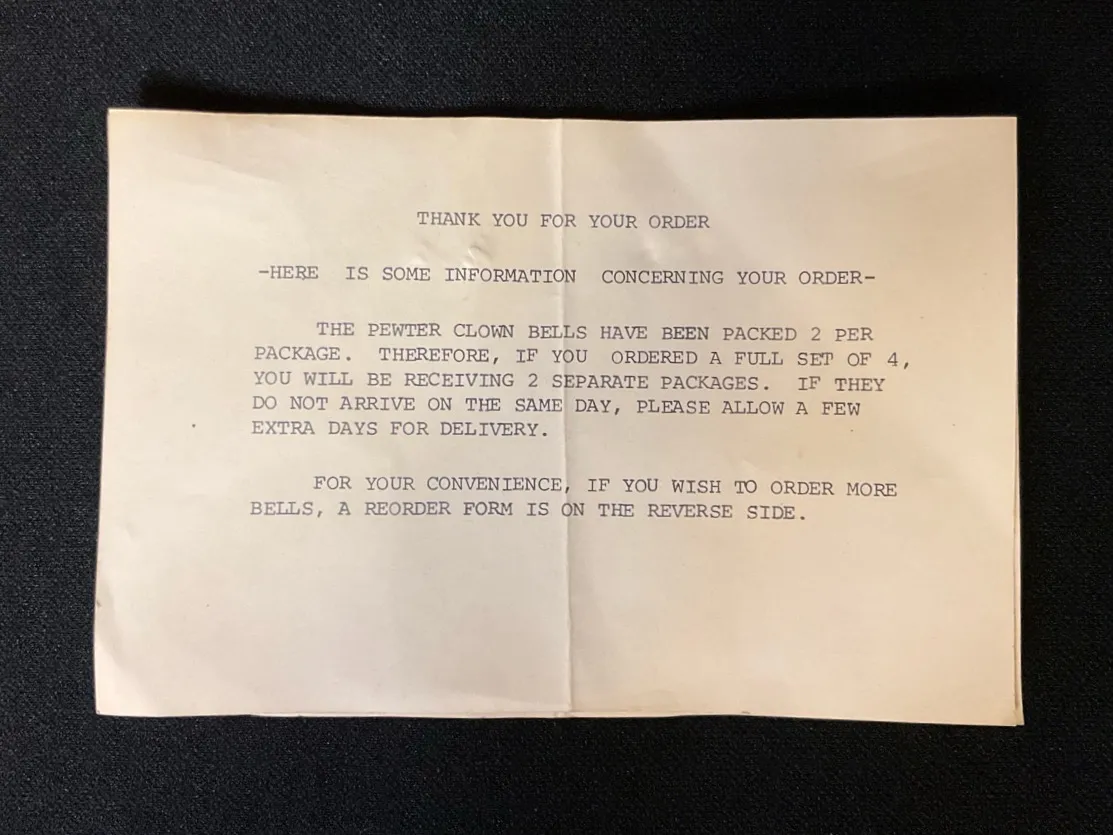 THANK YOU FOR YOUR ORDER
-HERE IS SOME INFORMATION CONCERNING YOUR ORDER-
THE PEWTER CLOWN BELLS HAVE BEEN PACKED 2 PER
PACKAGE. THEREFORE, IF YOU ORDERED A FULL SET OF 4,
YOU WILL BE RECEIVING 2 SEPARATE PACKAGES. IF THEY
DO NOT ARRIVE ON THE SAME DAY, PLEASE ALLOW A FEW
EXTRA DAYS FOR DELIVERY.
FOR YOUR CONVENIENCE, IF YOU WISH TO ORDER MORE
BELLS, A REORDER FORM IS ON THE REVERSE SIDE.